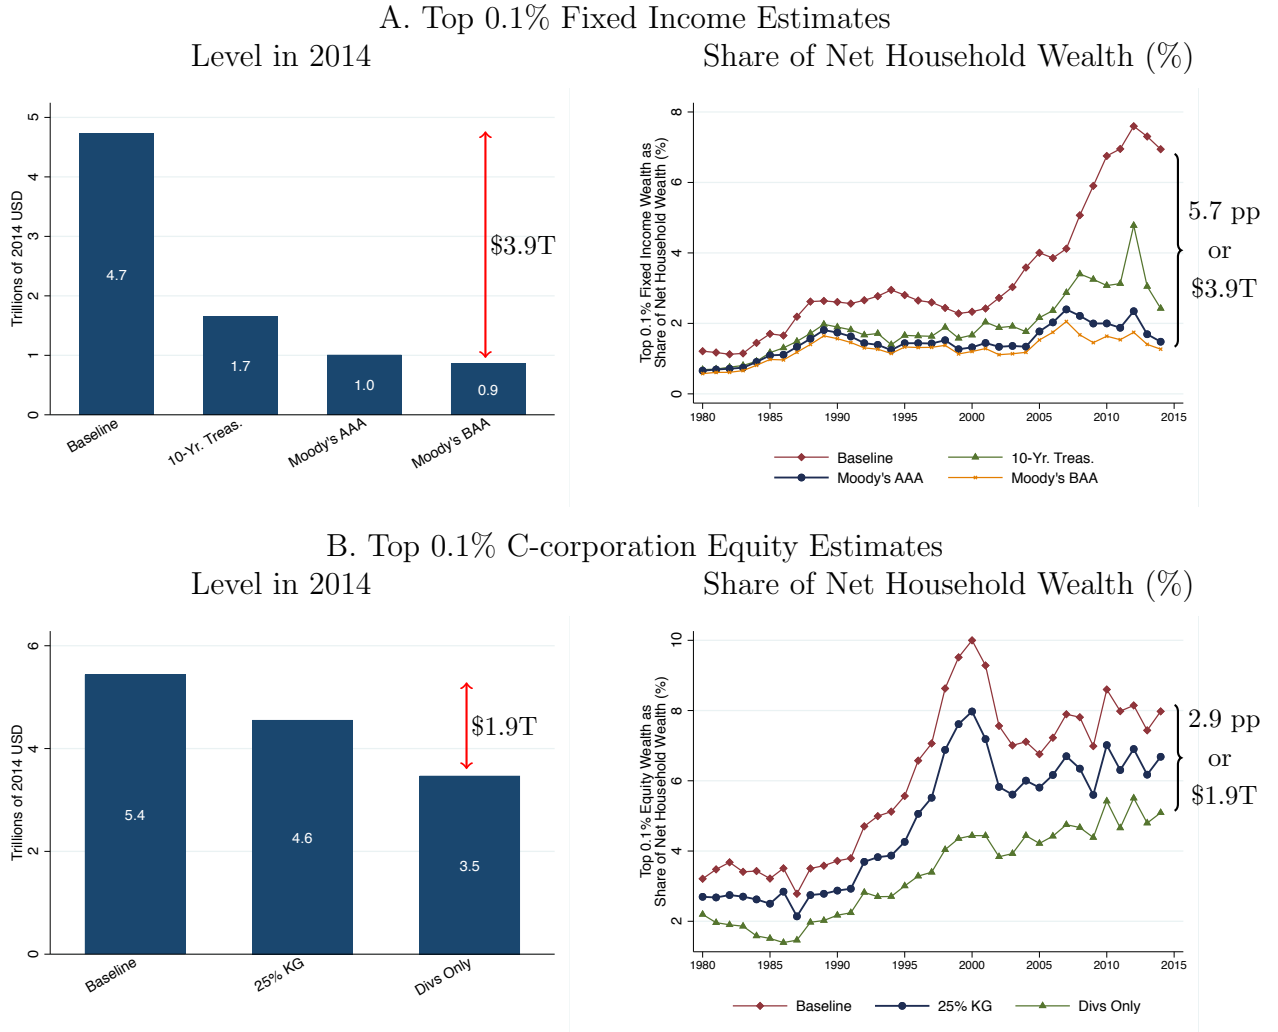 A. Top 0.1% Fixed Income Estimates
Level in 2014
Share of Net Household Wealth (%)
Trillions of 2014 USD
5
4
3
2
1
0
4.7
1.7
1.0
0.9
$3.9T
Baseline
10-Yr. Treas.
Moody's AAA
Moody's BAA
Top 0.1% Fixed Income Wealth as
Share of Net Household Wealth (%)
8
6
4
2
0
1980
1985
1990
1995
2000
2005
2010
2015
5.7 pp
or
$3.9T
Baseline
10-Yr. Treas.
Moody's AAA
Moody's BAA
B. Top 0.1% C-corporation Equity Estimates
Level in 2014
Share of Net Household Wealth (%)
Trillions of 2014 USD
6
4
2
0
5.4
4.6
3.5
$1.9T
Baseline
25% KG
Divs Only
Top 0.1% Equity Wealth as
Share of Net Household Wealth (%)
10
8
6
4
2
1980
1985
1990
1995
2000
2005
2010
2015
2.9 pp
or
$1.9T
Baseline
25% KG
Divs Only